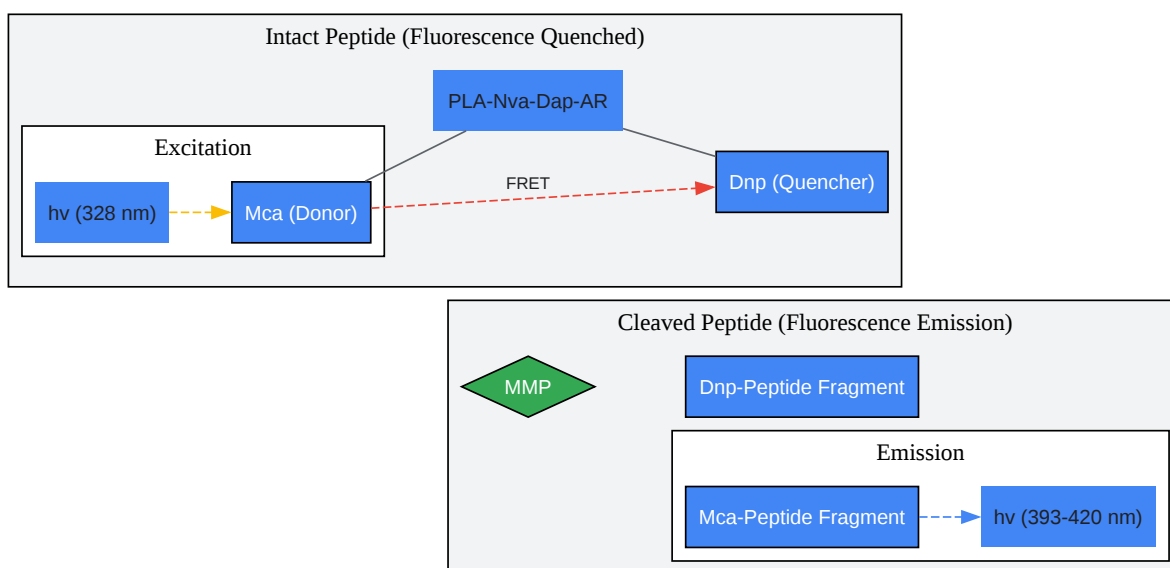 Intact Peptide (Fluorescence Quenched)
PLA-Nva-Dap-AR
Excitation
hv (328 nm)
Mca (Donor)
FRET
Dnp (Quencher)
Cleaved Peptide (Fluorescence Emission)
MMP
Dnp-Peptide Fragment
Emission
Mca-Peptide Fragment
hv (393-420 nm)